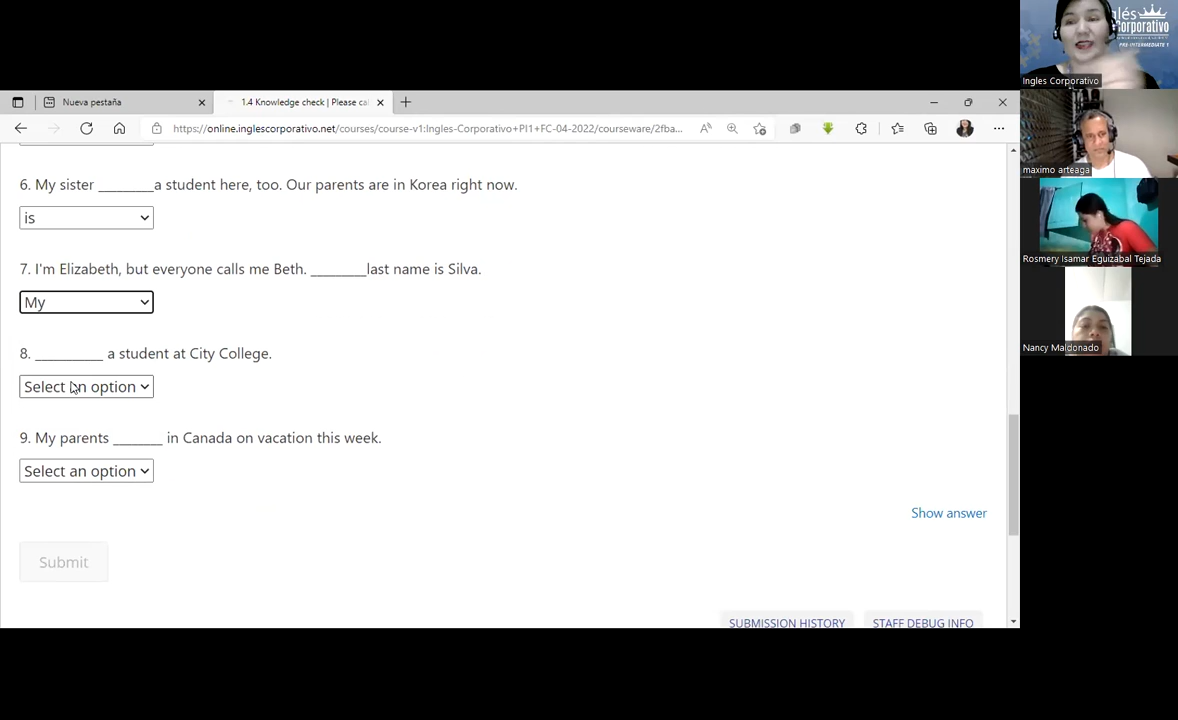 Nueva pestaña
1.4 Knowledge check | Please cal
https://online.inglescorporativo.net/courses/course-v1:Ingles-Corporativo+PI1+FC-04-2022/courseware/2fba...
6. My sister ________a student here, too. Our parents are in Korea right now.
is
7. I'm Elizabeth, but everyone calls me Beth. ________last name is Silva.
My
8. __________ a student at City College.
Select an option
9. My parents _______ in Canada on vacation this week.
Select an option
Show answer
Submit
SUBMISSION HISTORY
STAFF DEBUG INFO
glés
Corporativo
PRE-INTERMEDIATE 1
Ingles Corporativo
maximo arteaga
Rosmery Isamar Eguizabal Tejada
Nancy Maldonado